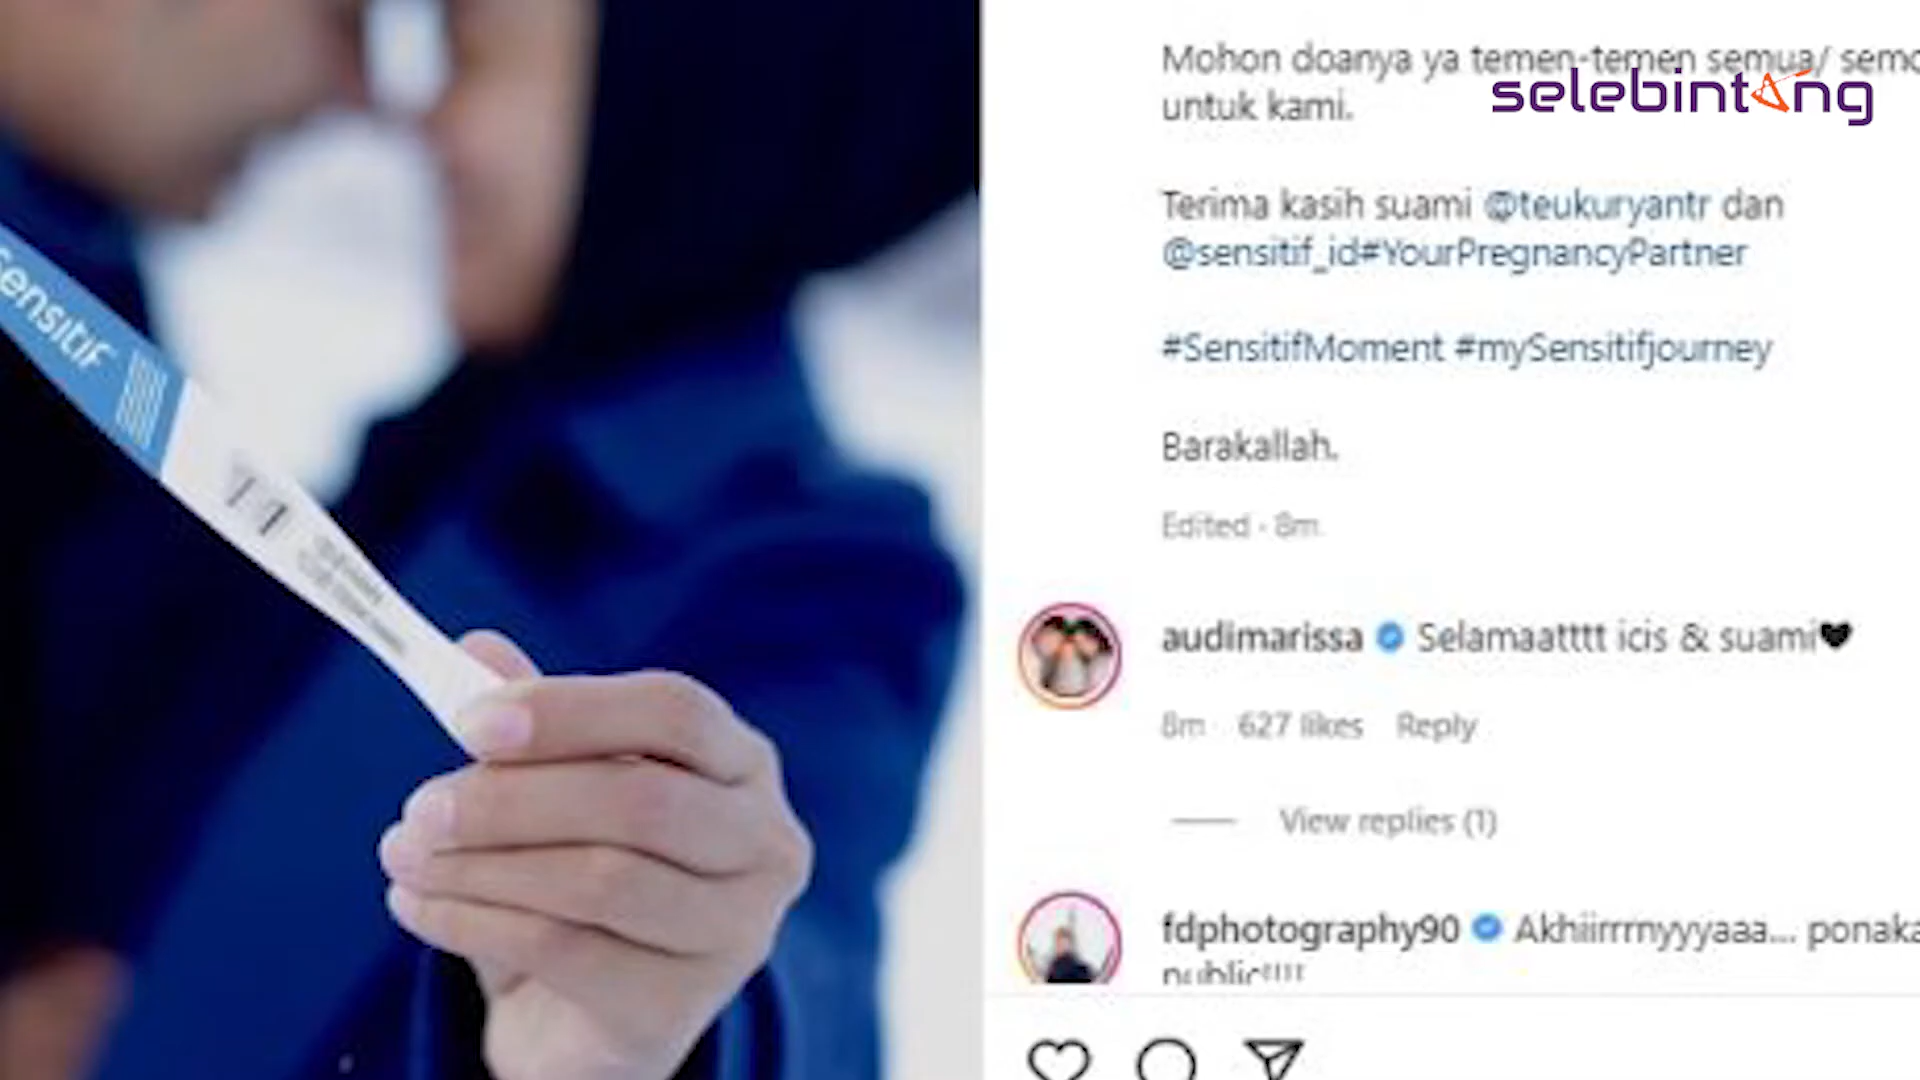 sensitif
Mohon doanya ya temen-temen semua/
selebintang
untuk kami.
Terima kasih suami @teukuryantr dan
@sensitif_id#YourPregnancyPartner
#SensitifMoment #mySensitifjourney
Barakallah.
Edited · 8m
audimarissa Selamaatttt icis & suami🖤
8m 627 likes Reply
View replies (1)
fdphotography90 Akhiirrrnyyyaaa...
public!!!!